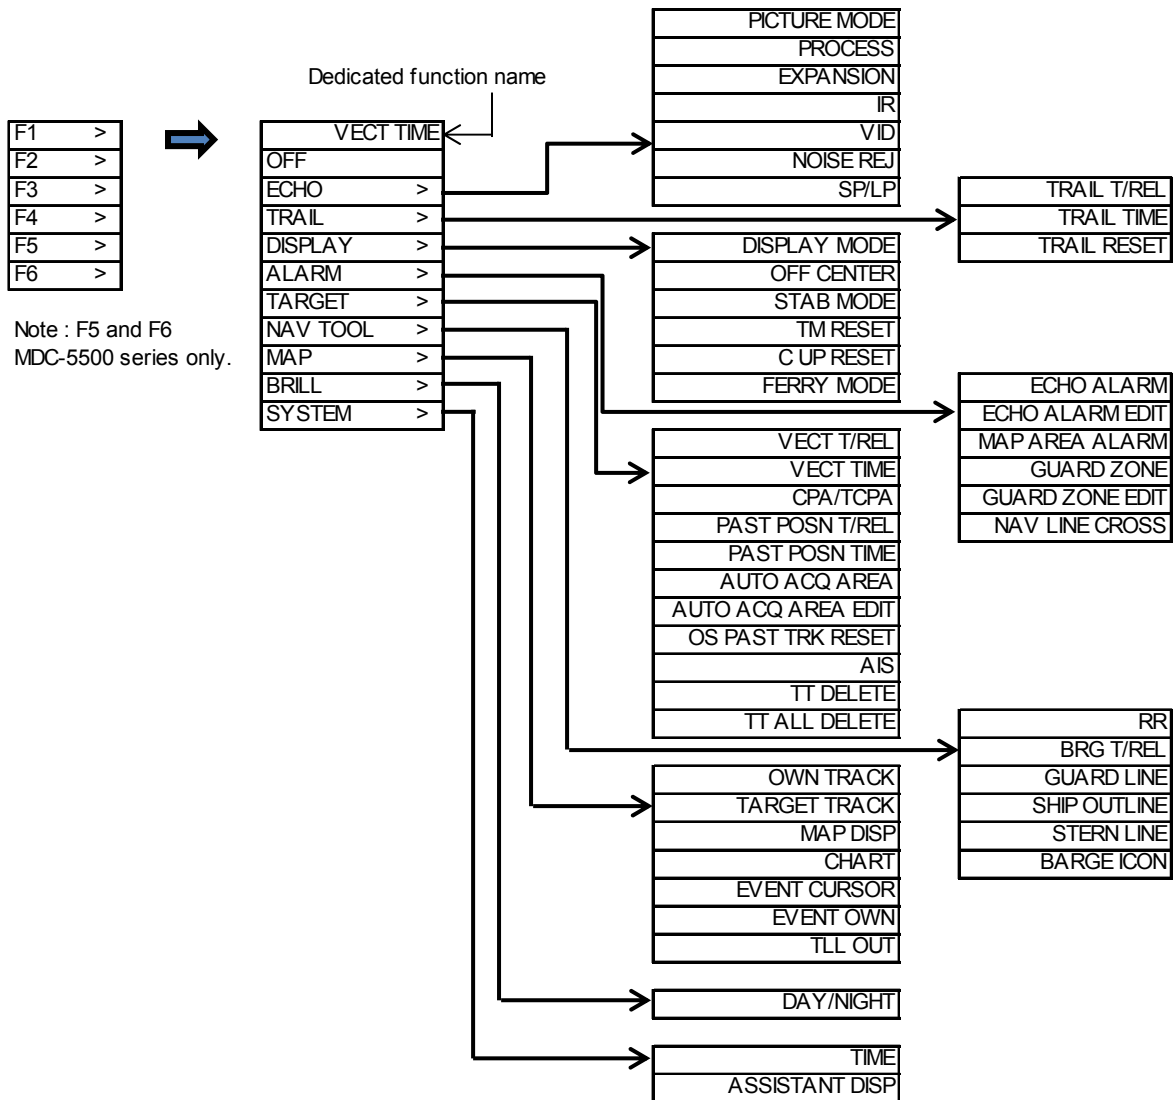 Dedicated function name
F1 >
F2 >
F3 >
F4 >
F5 >
F6 >
Note : F5 and F6
MDC-5500 series only.
VECT TIME
OFF
ECHO >
TRAIL >
DISPLAY >
ALARM >
TARGET >
NAV TOOL >
MAP >
BRILL >
SYSTEM >
PICTURE MODE
PROCESS
EXPANSION
IR
VID
NOISE REJ
SP/LP
TRAIL T/REL
TRAIL TIME
TRAIL RESET
DISPLAY MODE
OFF CENTER
STAB MODE
TM RESET
C UP RESET
FERRY MODE
ECHO ALARM
ECHO ALARM EDIT
MAP AREA ALARM
GUARD ZONE
GUARD ZONE EDIT
NAV LINE CROSS
VECT T/REL
VECT TIME
CPA/TCPA
PAST POSN T/REL
PAST POSN TIME
AUTO ACQ AREA
AUTO ACQ AREA EDIT
OS PAST TRK RESET
AIS
TT DELETE
TT ALL DELETE
RR
BRG T/REL
GUARD LINE
SHIP OUTLINE
STERN LINE
BARGE ICON
OWN TRACK
TARGET TRACK
MAP DISP
CHART
EVENT CURSOR
EVENT OWN
TLL OUT
DAY/NIGHT
TIME
ASSISTANT DISP